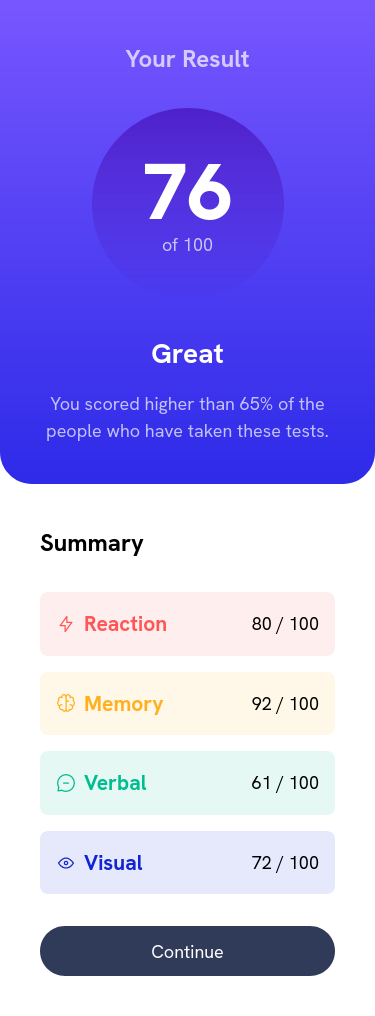 Your Result
76
of 100
Great
You scored higher than 65% of the
people who have taken these tests.
Summary
Reaction 80 / 100
Memory 92 / 100
Verbal 61 / 100
Visual 72 / 100
Continue